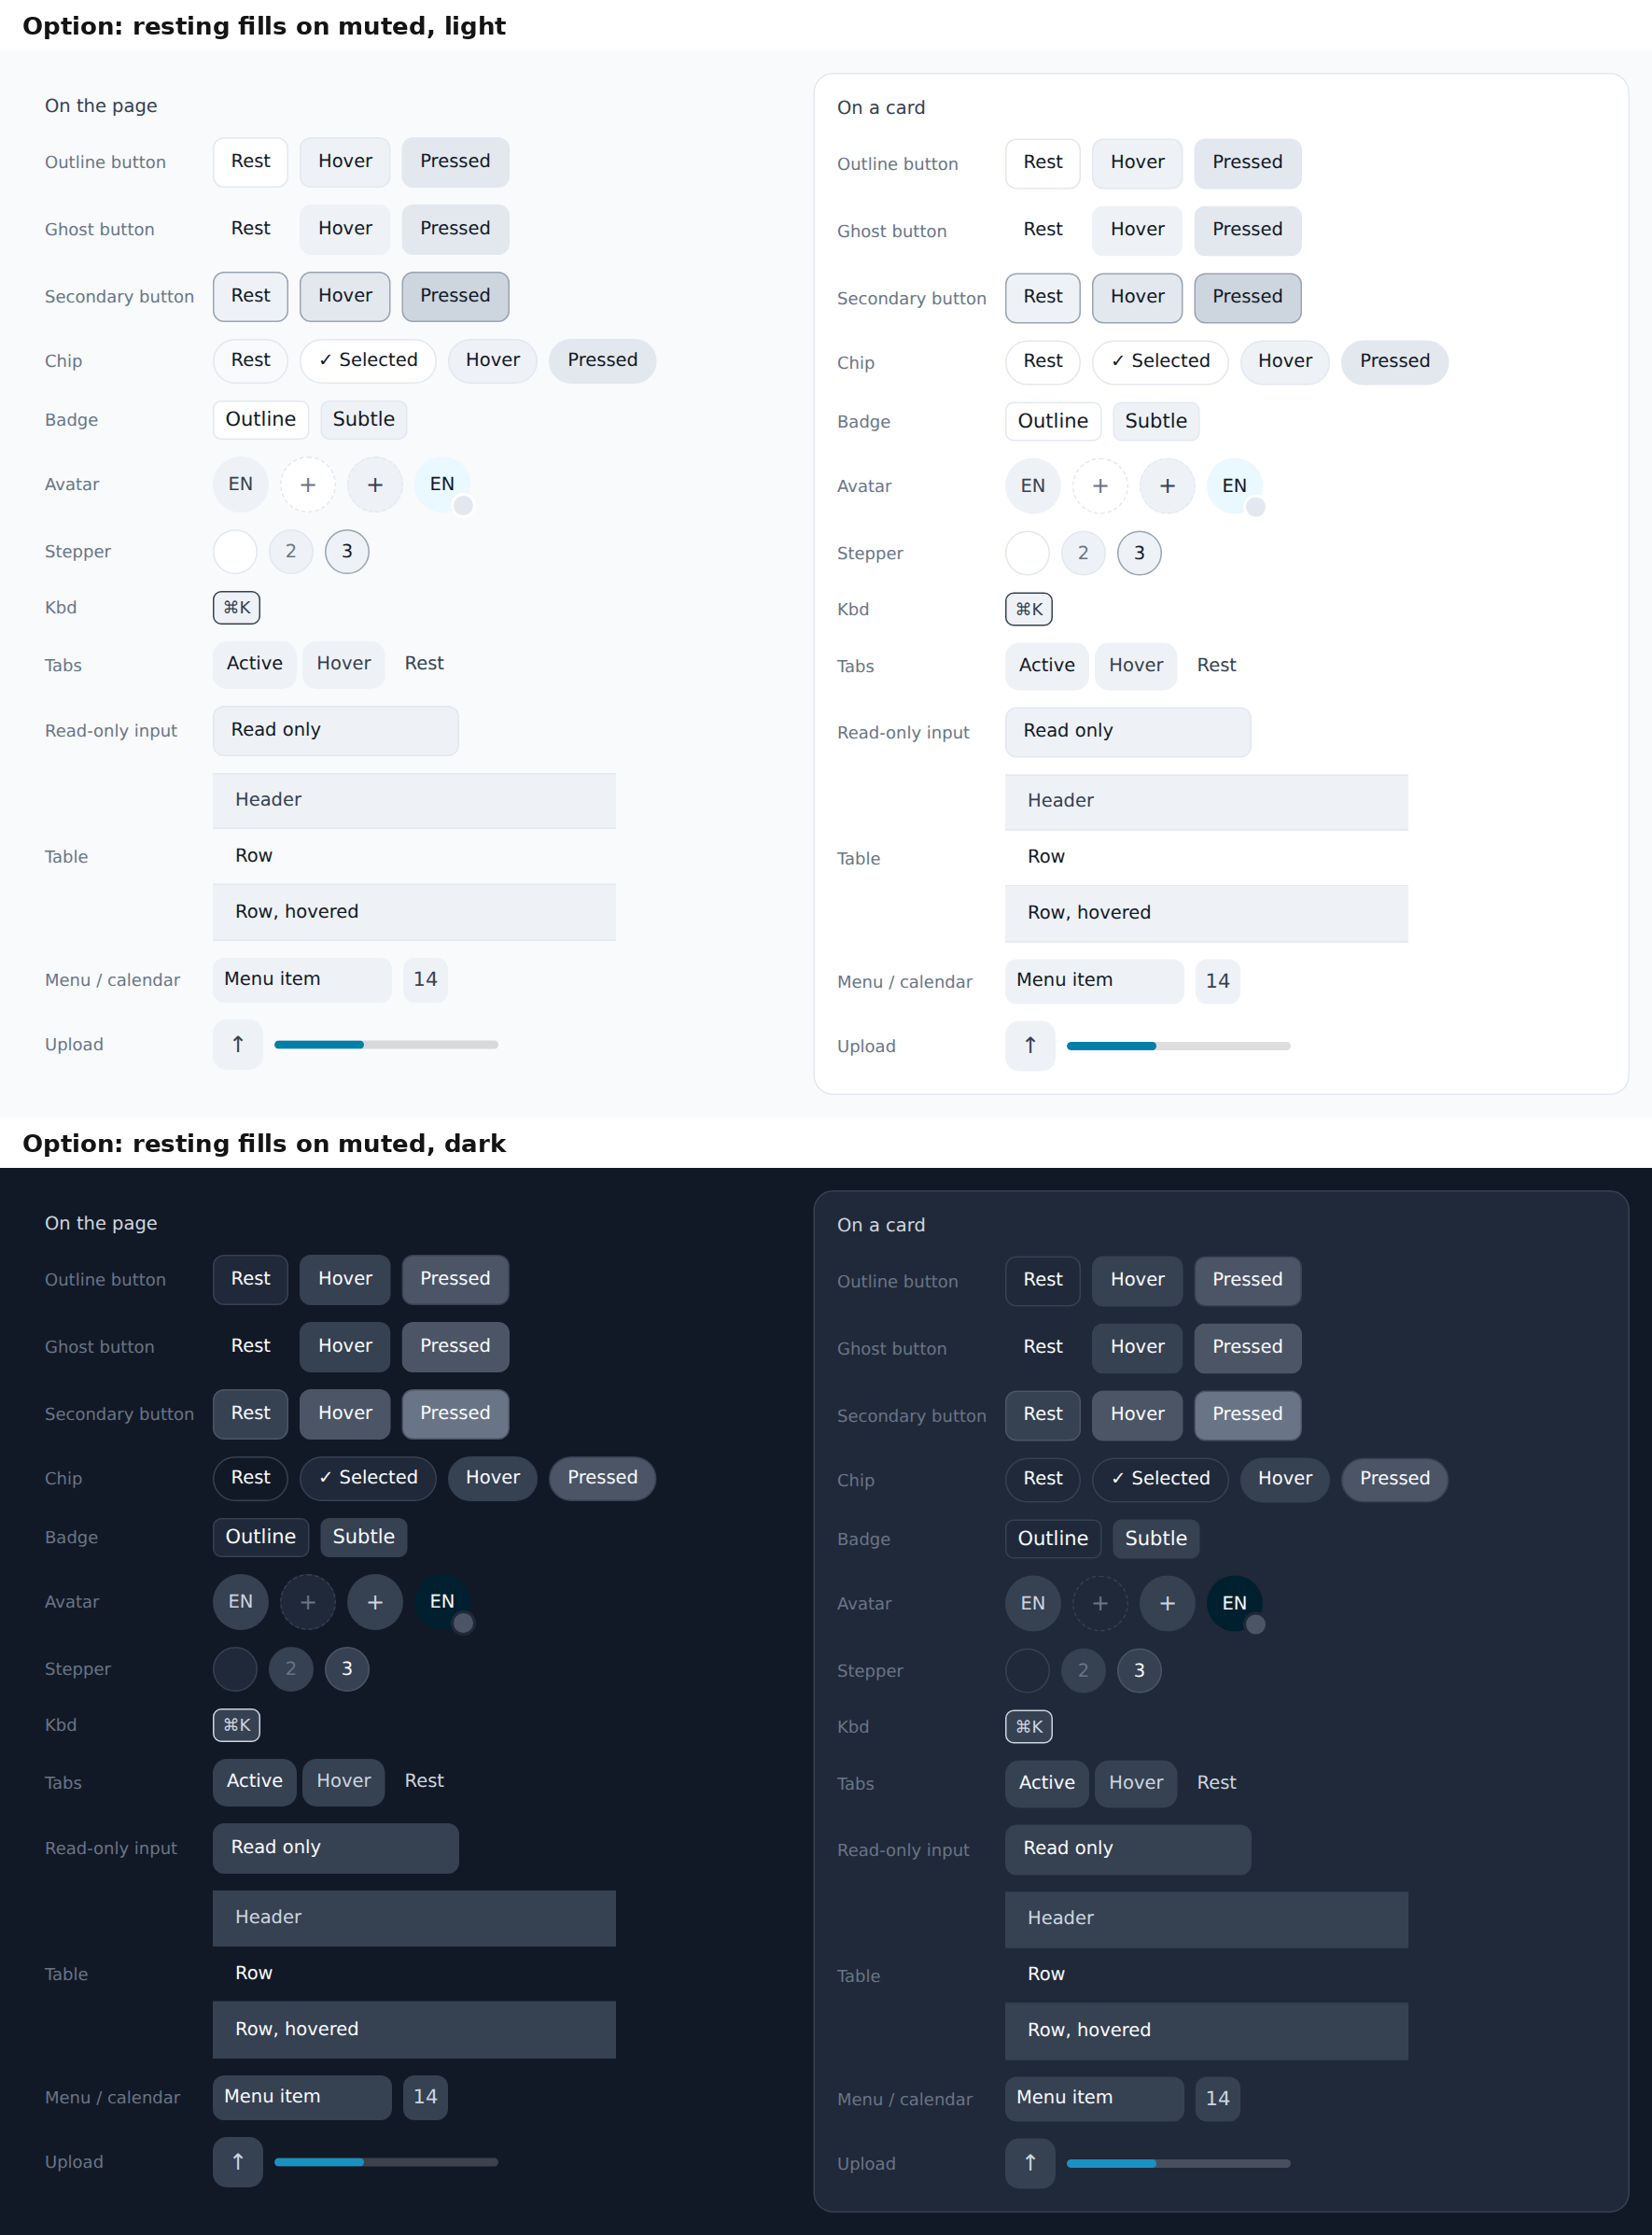 Option: resting fills on muted, light
On the page
Outline button Rest Hover Pressed
Ghost button Rest Hover Pressed
Secondary button Rest Hover Pressed
Chip Rest ✓ Selected Hover Pressed
Badge Outline Subtle
Avatar EN + + EN
Stepper 2 3
Kbd ⌘K
Tabs Active Hover Rest
Read-only input Read only
Header
Table Row
Row, hovered
Menu / calendar Menu item 14
Upload ↑
On a card
Outline button Rest Hover Pressed
Ghost button Rest Hover Pressed
Secondary button Rest Hover Pressed
Chip Rest ✓ Selected Hover Pressed
Badge Outline Subtle
Avatar EN + + EN
Stepper 2 3
Kbd ⌘K
Tabs Active Hover Rest
Read-only input Read only
Header
Table Row
Row, hovered
Menu / calendar Menu item 14
Upload ↑
Option: resting fills on muted, dark
On the page
Outline button Rest Hover Pressed
Ghost button Rest Hover Pressed
Secondary button Rest Hover Pressed
Chip Rest ✓ Selected Hover Pressed
Badge Outline Subtle
Avatar EN + + EN
Stepper 2 3
Kbd ⌘K
Tabs Active Hover Rest
Read-only input Read only
Header
Table Row
Row, hovered
Menu / calendar Menu item 14
Upload ↑
On a card
Outline button Rest Hover Pressed
Ghost button Rest Hover Pressed
Secondary button Rest Hover Pressed
Chip Rest ✓ Selected Hover Pressed
Badge Outline Subtle
Avatar EN + + EN
Stepper 2 3
Kbd ⌘K
Tabs Active Hover Rest
Read-only input Read only
Header
Table Row
Row, hovered
Menu / calendar Menu item 14
Upload ↑